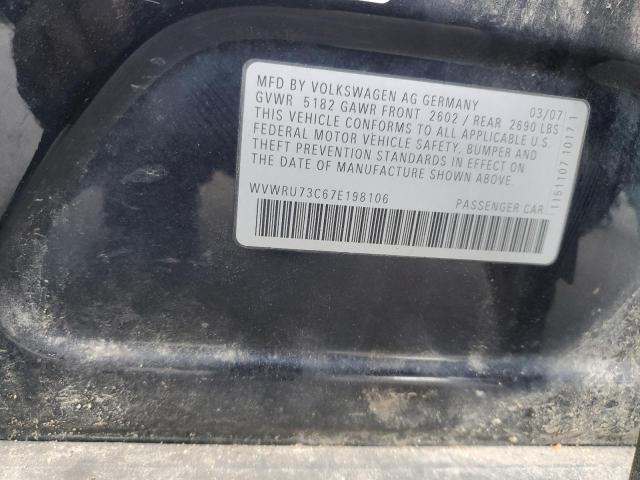 MFD BY VOLKSWAGEN AG GERMANY 03/07
GVWR 5182 GAWR FRONT 2602 / REAR 2690 LBS
THIS VEHICLE CONFORMS TO ALL APPLICABLE U.S.
FEDERAL MOTOR VEHICLE SAFETY, BUMPER AND
THEFT PREVENTION STANDARDS IN EFFECT ON
THE DATE OF MANUFACTURE SHOWN ABOVE.
WVWRU73C67E198106 PASSENGER CAR